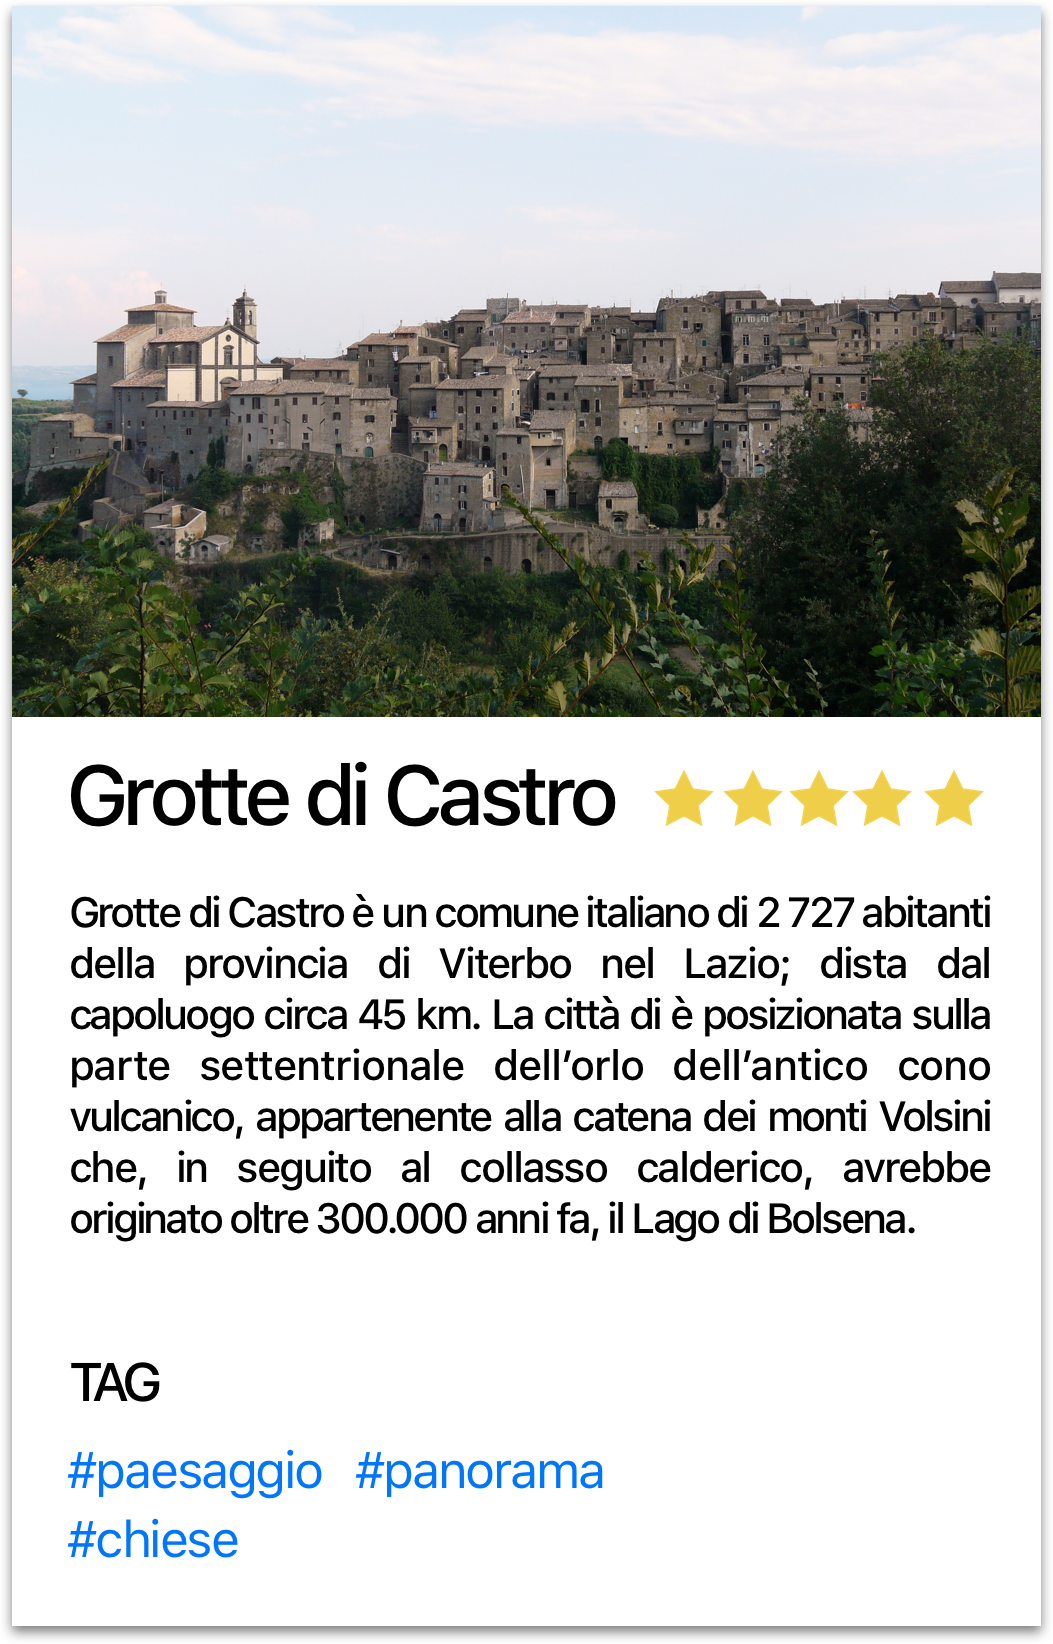 Grotte di Castro
Grotte di Castro è un comune italiano di 2 727 abitanti
della provincia di Viterbo nel Lazio; dista dal
capoluogo circa 45 km. La città di è posizionata sulla
parte settentrionale dell’orlo dell’antico cono
vulcanico, appartenente alla catena dei monti Volsini
che, in seguito al collasso calderico, avrebbe
originato oltre 300.000 anni fa, il Lago di Bolsena.
TAG
#paesaggio #panorama
#chiese